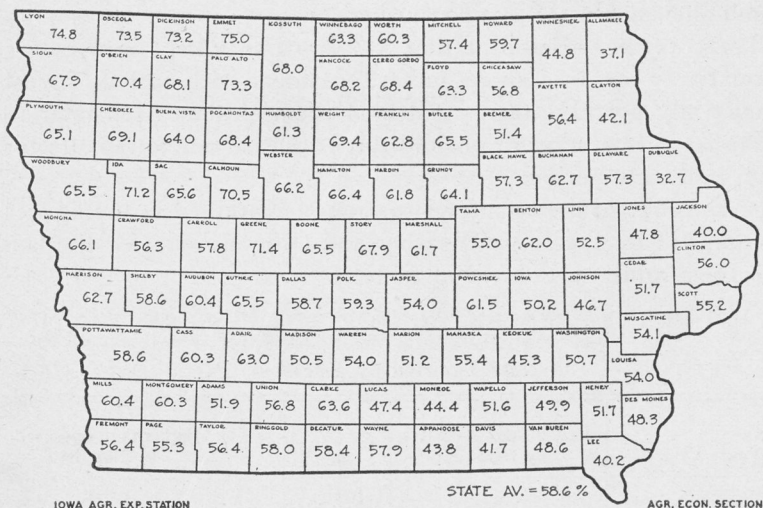 LYON OSCEOLA DICKINSON EMMET KOSSUTH WINNEBAGO WORTH MITCHELL HOWARD WINNESHIEK ALLAMAKEE
74.8 73.5 73.2 75.0 68.0 63.3 60.3 57.4 59.7 44.8 37.1
SIOUX O'BRIEN CLAY PALO ALTO HANCOCK CERRO GORDO FLOYD CHICKASAW
67.9 70.4 68.1 73.3 68.2 68.4 63.3 56.8
FAYETTE CLAYTON
56.4 42.1
PLYMOUTH CHEROKEE BUENA VISTA POCAHONTAS HUMBOLDT WRIGHT FRANKLIN BUTLER BREMER
65.1 69.1 64.0 68.4 61.3 69.4 62.8 65.5 51.4
WOODBURY IDA SAC CALHOUN WEBSTER HAMILTON HARDIN GRUNDY BLACK HAWK BUCHANAN DELAWARE DUBUQUE
65.5 71.2 65.6 70.5 66.2 66.4 61.8 64.1 57.3 62.7 57.3 32.7
MONONA CRAWFORD CARROLL GREENE BOONE STORY MARSHALL TAMA BENTON LINN JONES JACKSON
66.1 56.3 57.8 71.4 65.5 67.9 61.7 55.0 62.0 52.5 47.8 40.0
CLINTON
56.0
HARRISON SHELBY AUDUBON GUTHRIE DALLAS POLK JASPER POWESHIEK IOWA JOHNSON CEDAR SCOTT
62.7 58.6 60.4 65.5 58.7 59.3 54.0 61.5 50.2 46.7 51.7 55.2
MUSCATINE
54.1
POTTAWATTAMIE CASS ADAIR MADISON WARREN MARION MAHASKA KEOKUK WASHINGTON LOUISA
58.6 60.3 63.0 50.5 54.0 51.2 55.4 45.3 50.7 54.0
MILLS MONTGOMERY ADAMS UNION CLARKE LUCAS MONROE WAPELLO JEFFERSON HENRY DES MOINES
60.4 60.3 51.9 56.8 63.6 47.4 44.4 51.6 49.9 51.7 48.3
FREMONT PAGE TAYLOR RINGGOLD DECATUR WAYNE APPANOOSE DAVIS VAN BUREN LEE
56.4 55.3 56.4 58.0 58.4 57.9 43.8 41.7 48.6 40.2
STATE AV. = 58.6 %
IOWA AGR. EXP. STATION AGR. ECON. SECTION